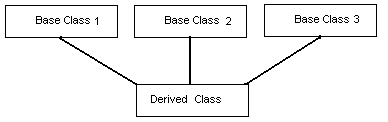 Base Class 1
Base Class 2
Base Class 3
Derived Class